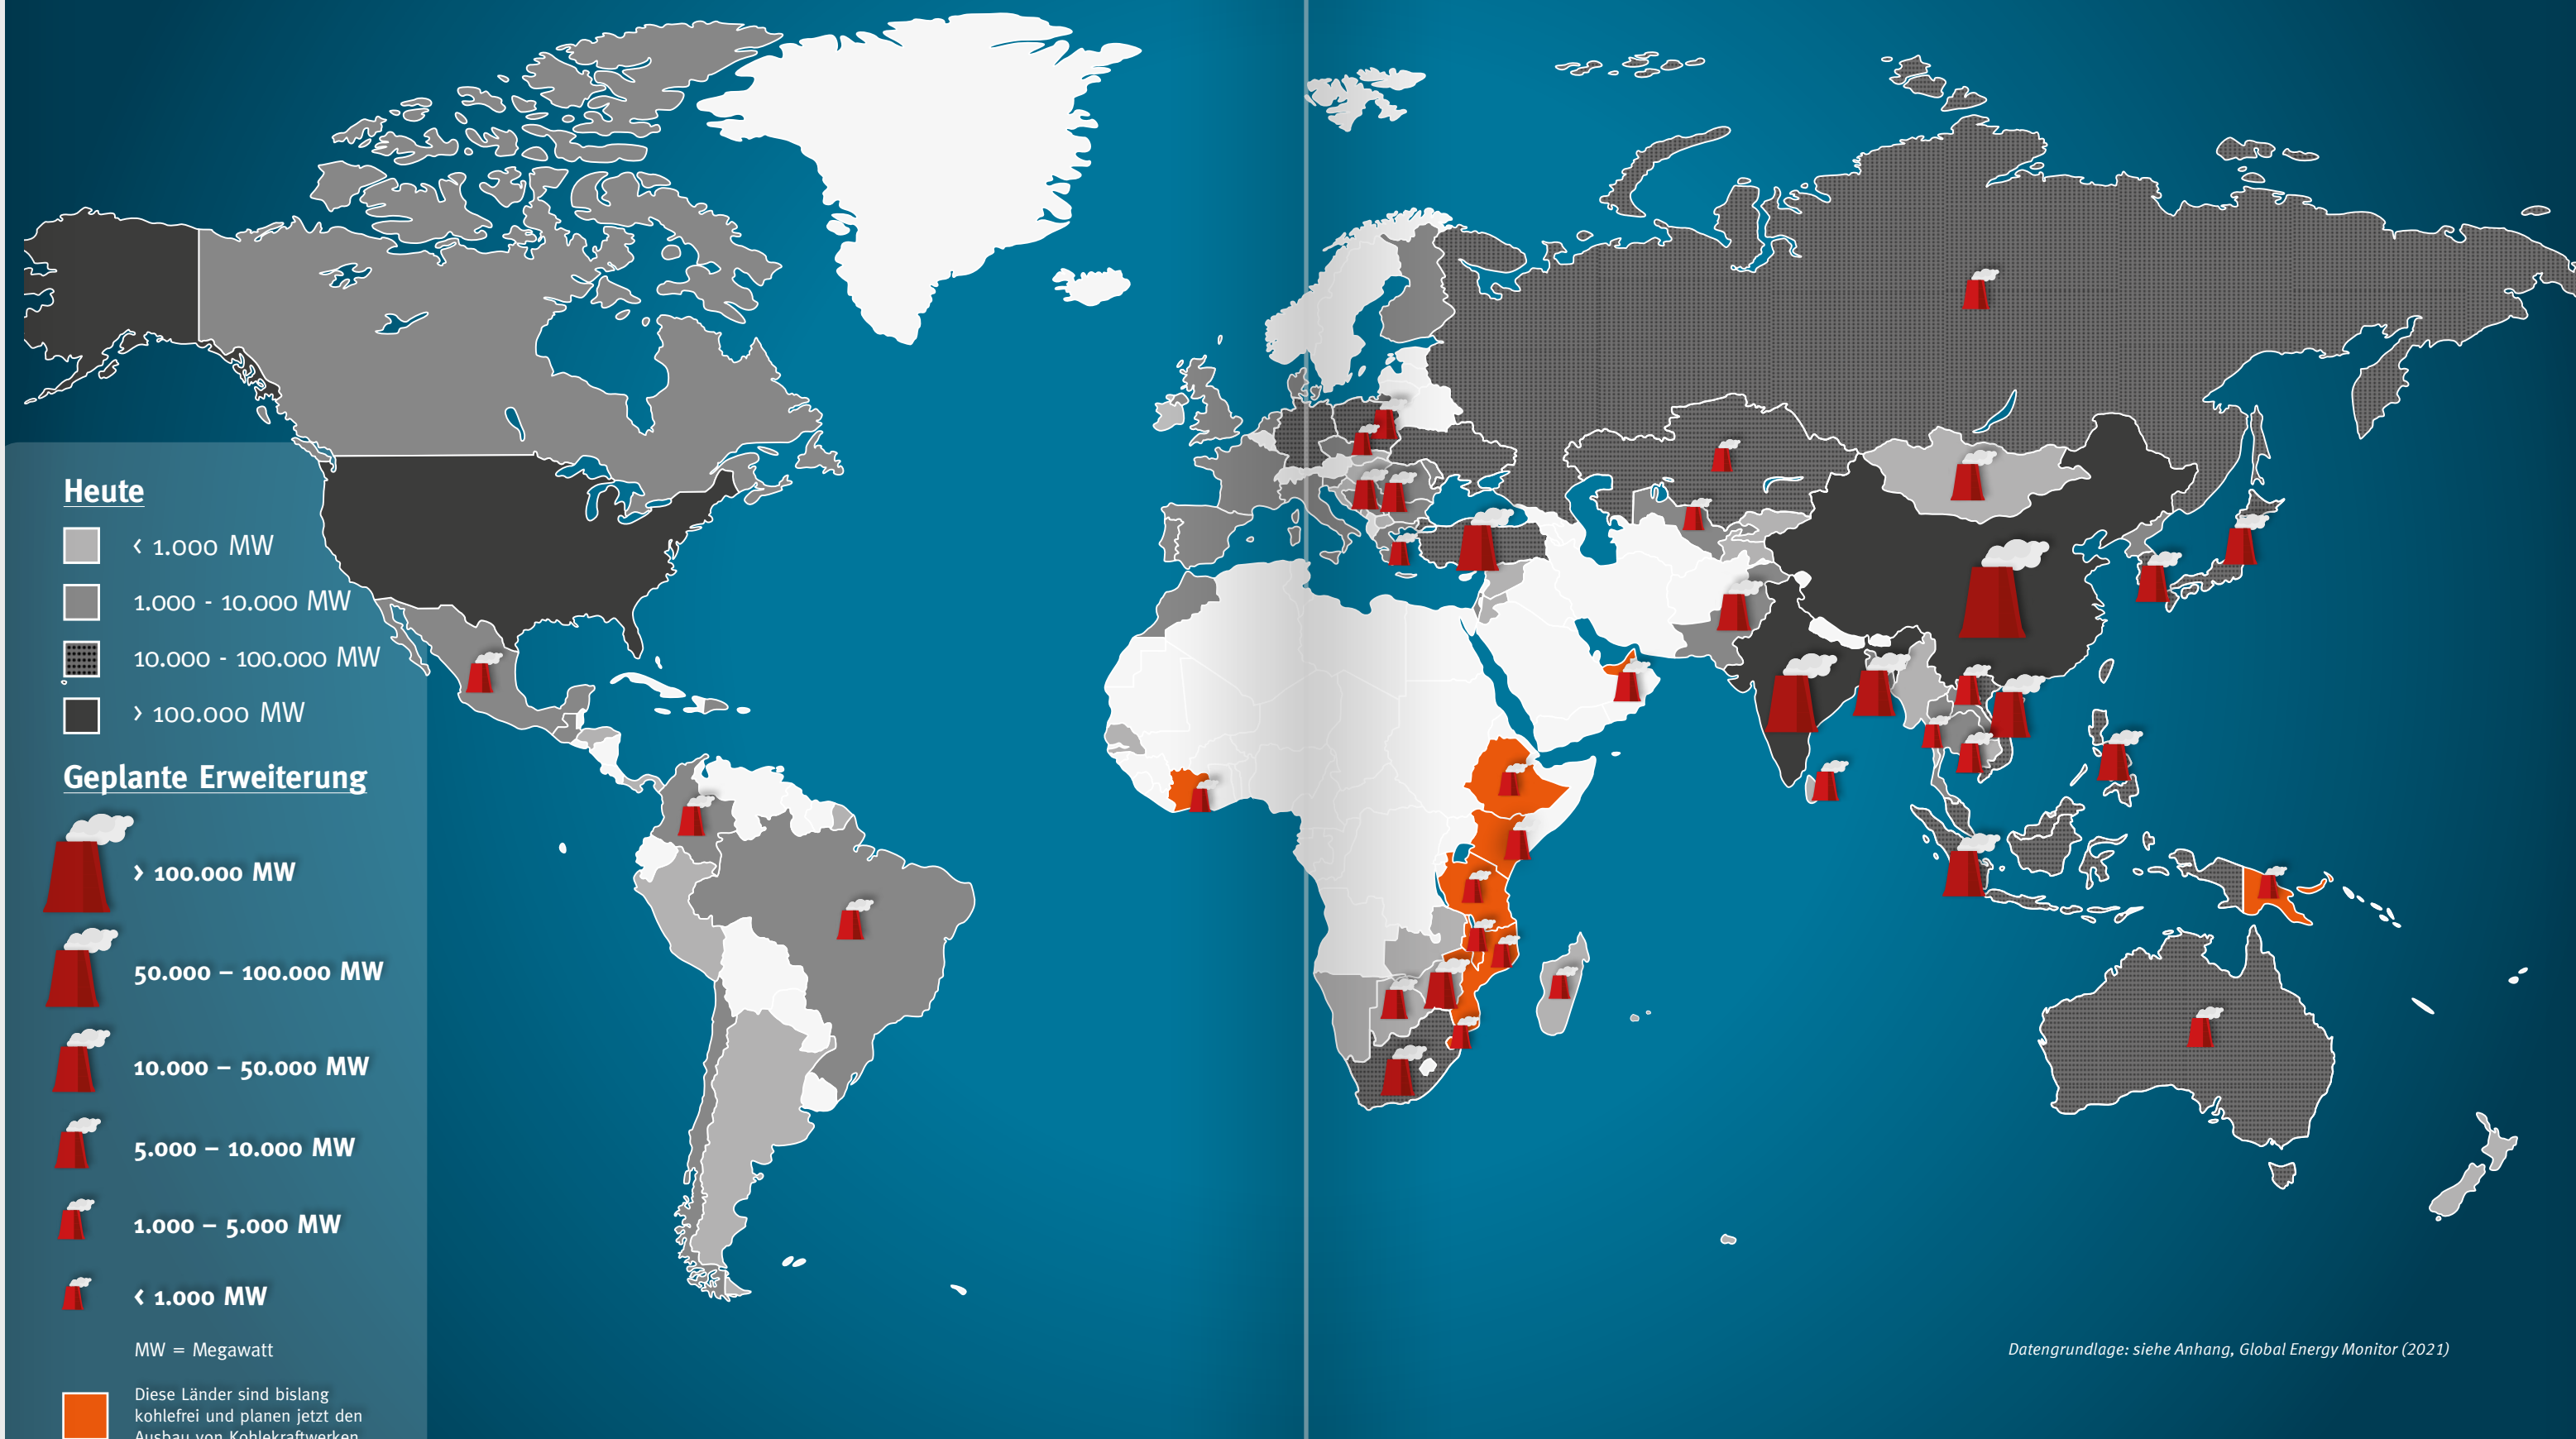 Heute
< 1.000 MW
1.000 - 10.000 MW
10.000 - 100.000 MW
> 100.000 MW
Geplante Erweiterung
> 100.000 MW
50.000 – 100.000 MW
10.000 – 50.000 MW
5.000 – 10.000 MW
1.000 – 5.000 MW
< 1.000 MW
MW = Megawatt
Diese Länder sind bislang
kohlefrei und planen jetzt den
Ausbau von Kohlekraftwerken
Datengrundlage: siehe Anhang, Global Energy Monitor (2021)